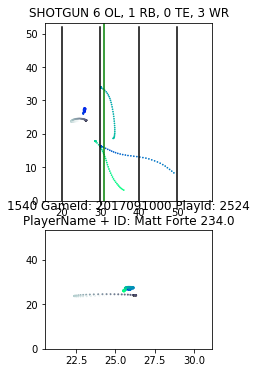 SHOTGUN 6 OL, 1 RB, 0 TE, 3 WR
50
40
30
20
10
0
20 30 40 50
1540 GameId: 2017091000 PlayId: 2524
PlayerName + ID: Matt Forte 234.0
40
20
0
22.5 25.0 27.5 30.0